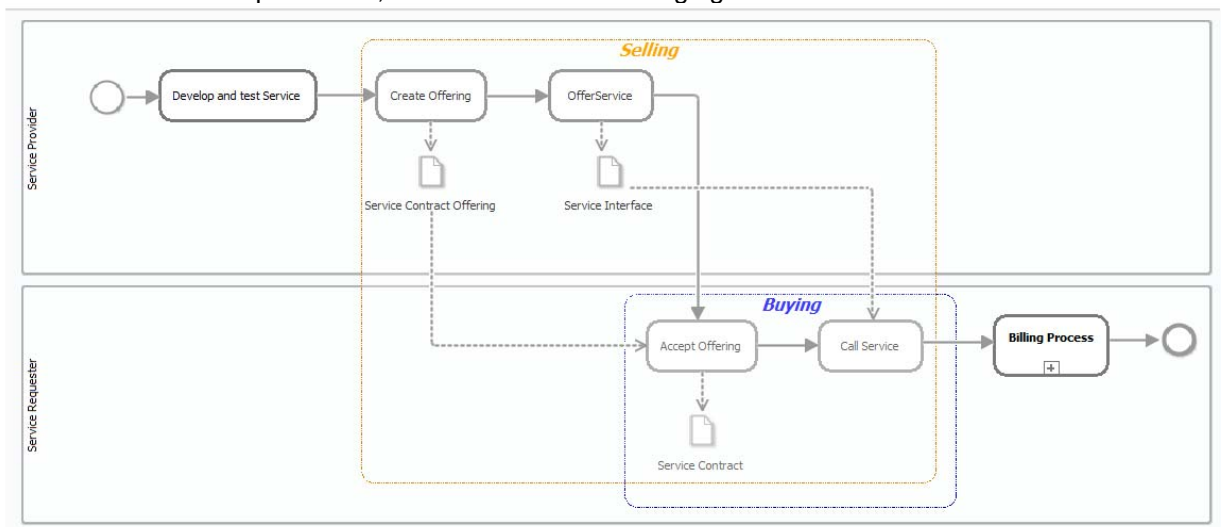 Selling
Service Provider
Develop and test Service
Create Offering
OfferService
Service Contract Offering
Service Interface
Buying
Service Requester
Accept Offering
Call Service
Billing Process
Service Contract